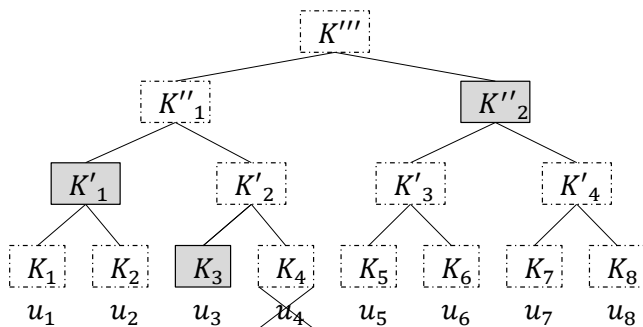 K'''
K''₁ K''₂
K'₁ K'₂ K'₃ K'₄
K₁ K₂ K₃ K₄ K₅ K₆ K₇ K₈
u₁ u₂ u₃ u₄ u₅ u₆ u₇ u₈